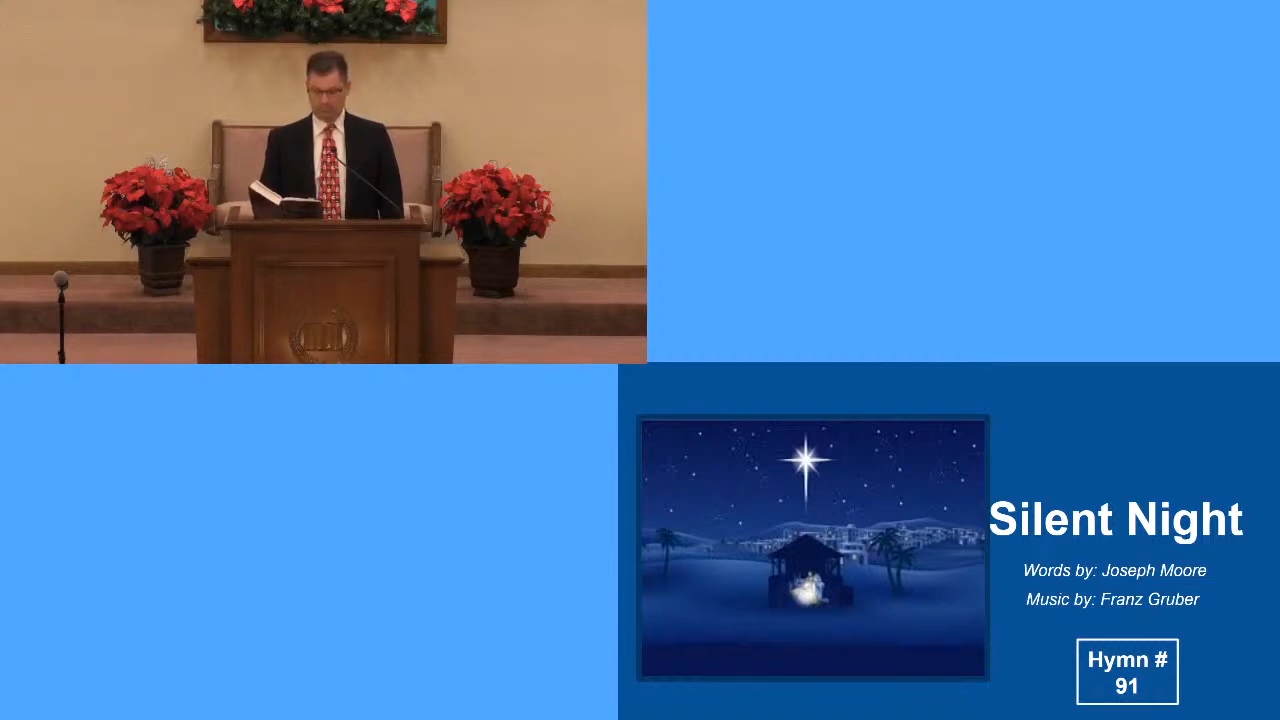 Silent Night
Words by: Joseph Moore
Music by: Franz Gruber
Hymn #
91